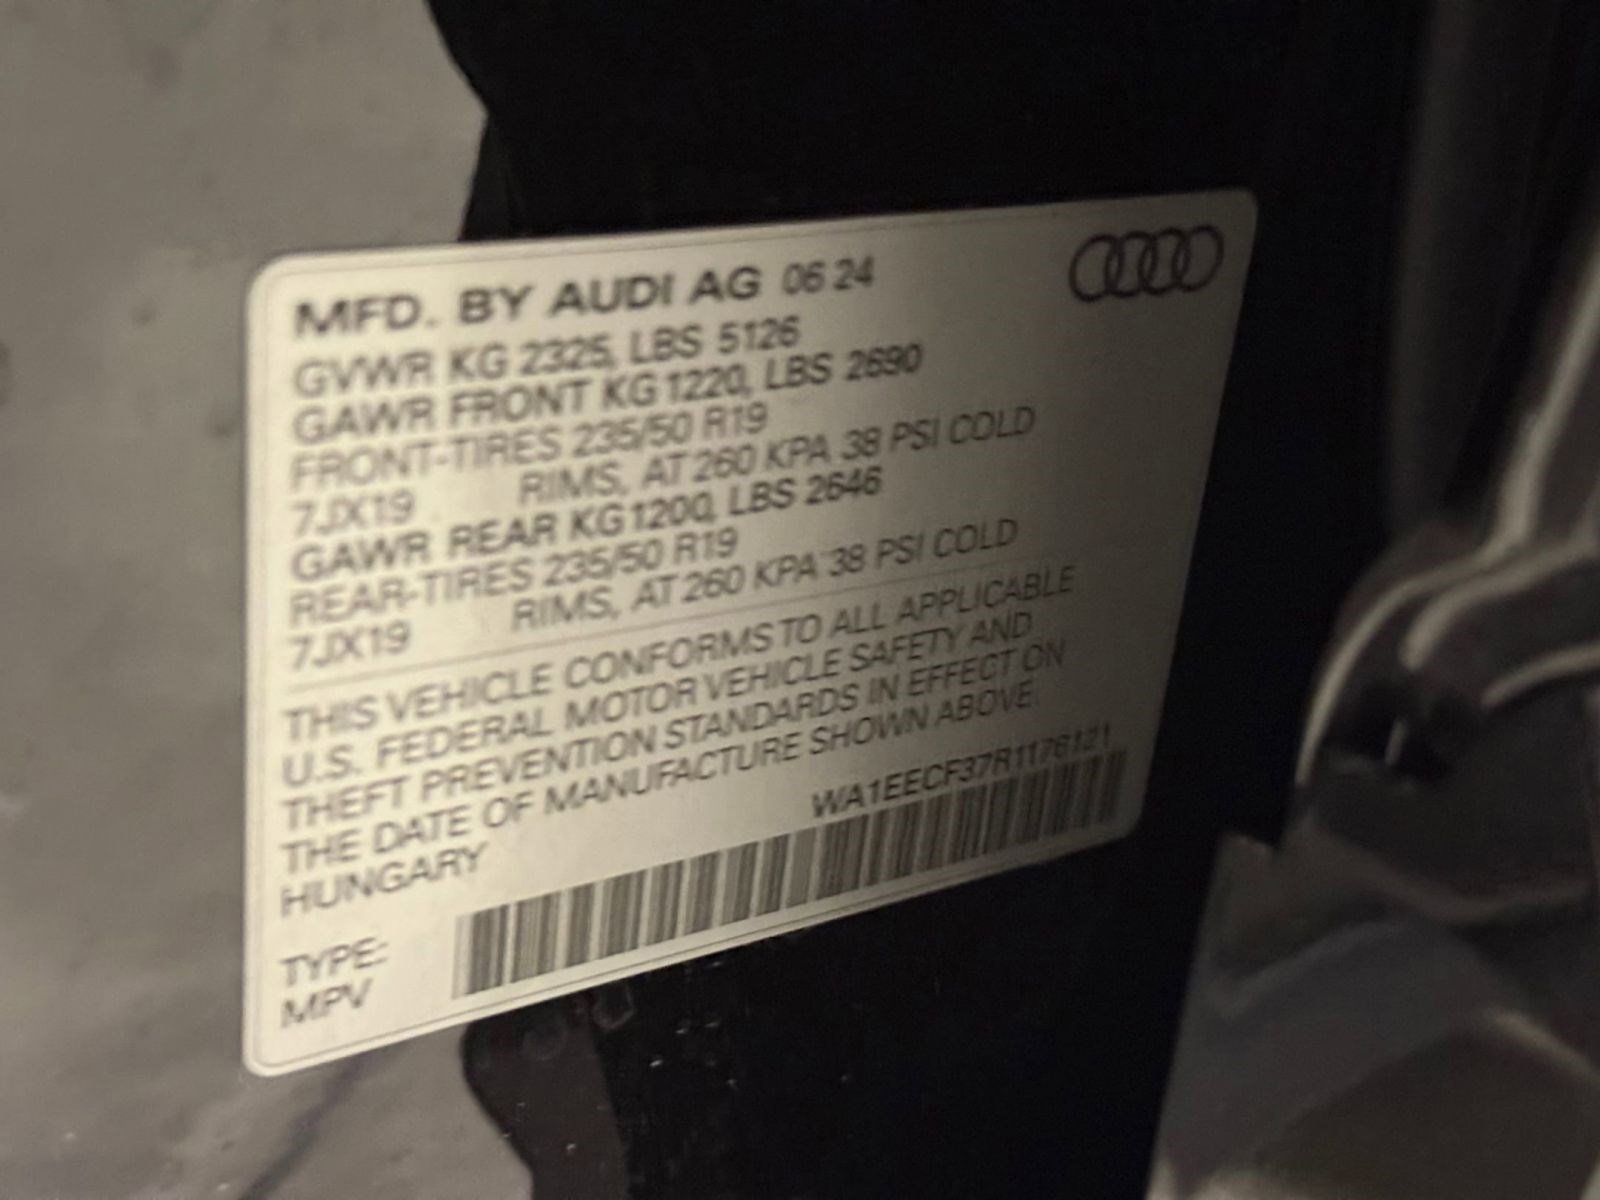 MFD. BY AUDI AG 06 24
GVWR KG 2325, LBS 5126
GAWR FRONT KG 1220, LBS 2690
FRONT-TIRES 235/50 R19
7JX19 RIMS, AT 260 KPA 38 PSI COLD
GAWR REAR KG 1200, LBS 2646
REAR-TIRES 235/50 R19
7JX19 RIMS, AT 260 KPA 38 PSI COLD
THIS VEHICLE CONFORMS TO ALL APPLICABLE
U.S. FEDERAL MOTOR VEHICLE SAFETY AND
THEFT PREVENTION STANDARDS IN EFFECT ON
THE DATE OF MANUFACTURE SHOWN ABOVE
HUNGARY
WA1EECF37R1176121
TYPE:
MPV